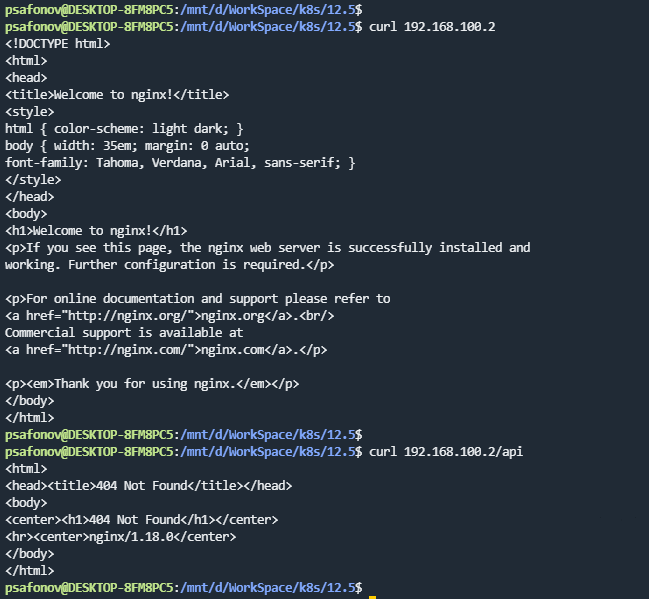 psafonov@DESKTOP-8FM8PC5:/mnt/d/WorkSpace/k8s/12.5$
psafonov@DESKTOP-8FM8PC5:/mnt/d/WorkSpace/k8s/12.5$ curl 192.168.100.2
<!DOCTYPE html>
<html>
<head>
<title>Welcome to nginx!</title>
<style>
html { color-scheme: light dark; }
body { width: 35em; margin: 0 auto;
font-family: Tahoma, Verdana, Arial, sans-serif; }
</style>
</head>
<body>
<h1>Welcome to nginx!</h1>
<p>If you see this page, the nginx web server is successfully installed and
working. Further configuration is required.</p>

<p>For online documentation and support please refer to
<a href="http://nginx.org/">nginx.org</a>.<br/>
Commercial support is available at
<a href="http://nginx.com/">nginx.com</a>.</p>

<p><em>Thank you for using nginx.</em></p>
</body>
</html>
psafonov@DESKTOP-8FM8PC5:/mnt/d/WorkSpace/k8s/12.5$
psafonov@DESKTOP-8FM8PC5:/mnt/d/WorkSpace/k8s/12.5$ curl 192.168.100.2/api
<html>
<head><title>404 Not Found</title></head>
<body>
<center><h1>404 Not Found</h1></center>
<hr><center>nginx/1.18.0</center>
</body>
</html>
psafonov@DESKTOP-8FM8PC5:/mnt/d/WorkSpace/k8s/12.5$